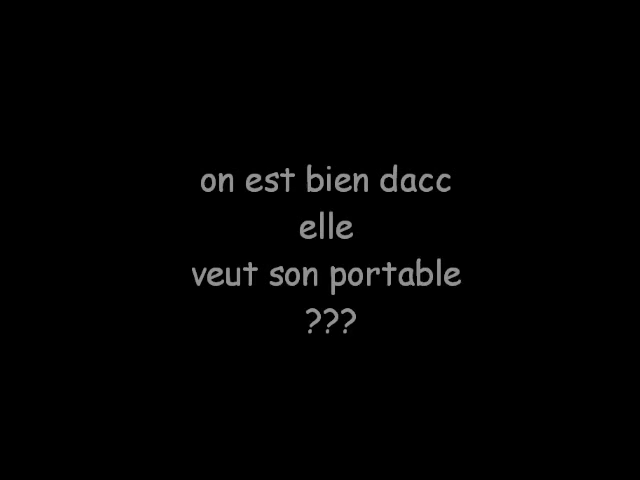 on est bien dacc
elle
veut son portable
???